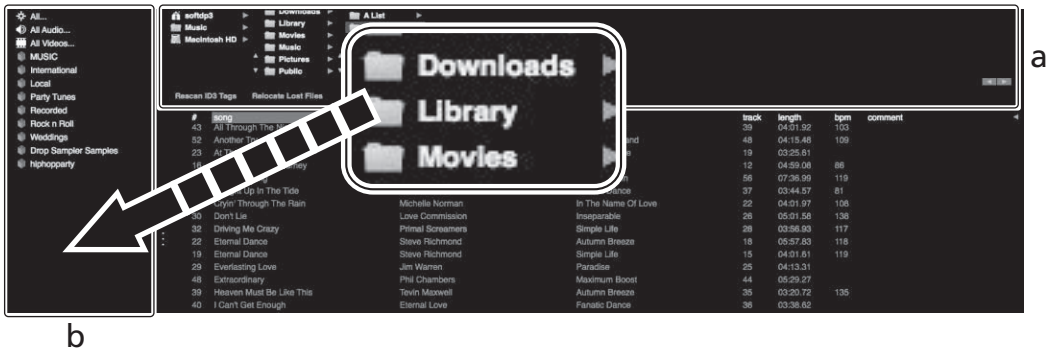 All...
All Audio...
All Videos...
MUSIC
International
Local
Party Tunes
Recorded
Rock n Roll
Weddings
Drop Sampler Samples
hiphopparty
softdp3
Music
Macintosh HD
Downloads
Library
Movies
Music
Pictures
Public
A List
Rescan ID3 Tags Relocate Lost Files
Downloads
Library
Movies
a
# song track length bpm comment
43 All Through The 39 04:01.92 103
52 Another 48 04:15.48 109
23 19 03:25.61
12 04:59.08 86
56 07:36.99 119
Up In The Tide Dance 37 03:44.57 81
Cryin' Through The Rain Michelle Norman In The Name Of Love 22 04:01.97 108
30 Don't Lie Love Commission Inseparable 26 05:01.58 138
32 Driving Me Crazy Primal Screamers Simple Life 28 03:56.93 117
22 Eternal Dance Steve Richmond Autumn Breeze 18 05:57.83 118
19 Eternal Dance Steve Richmond Simple Life 15 04:01.61 119
29 Everlasting Love Jim Warren Paradise 25 04:13.31
48 Extraordinary Phil Chambers Maximum Boost 44 05:29.27
39 Heaven Must Be Like This Tevin Maxwell Autumn Breeze 35 03:20.72 135
40 I Can't Get Enough Eternal Love Fanatic Dance 36 03:38.62
b